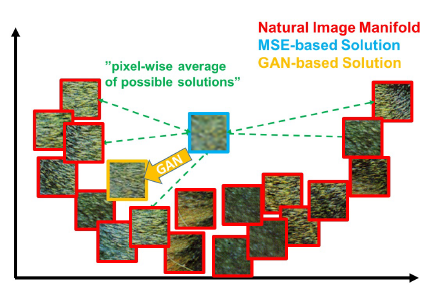 Natural Image Manifold
MSE-based Solution
GAN-based Solution
"pixel-wise average
of possible solutions"
GAN